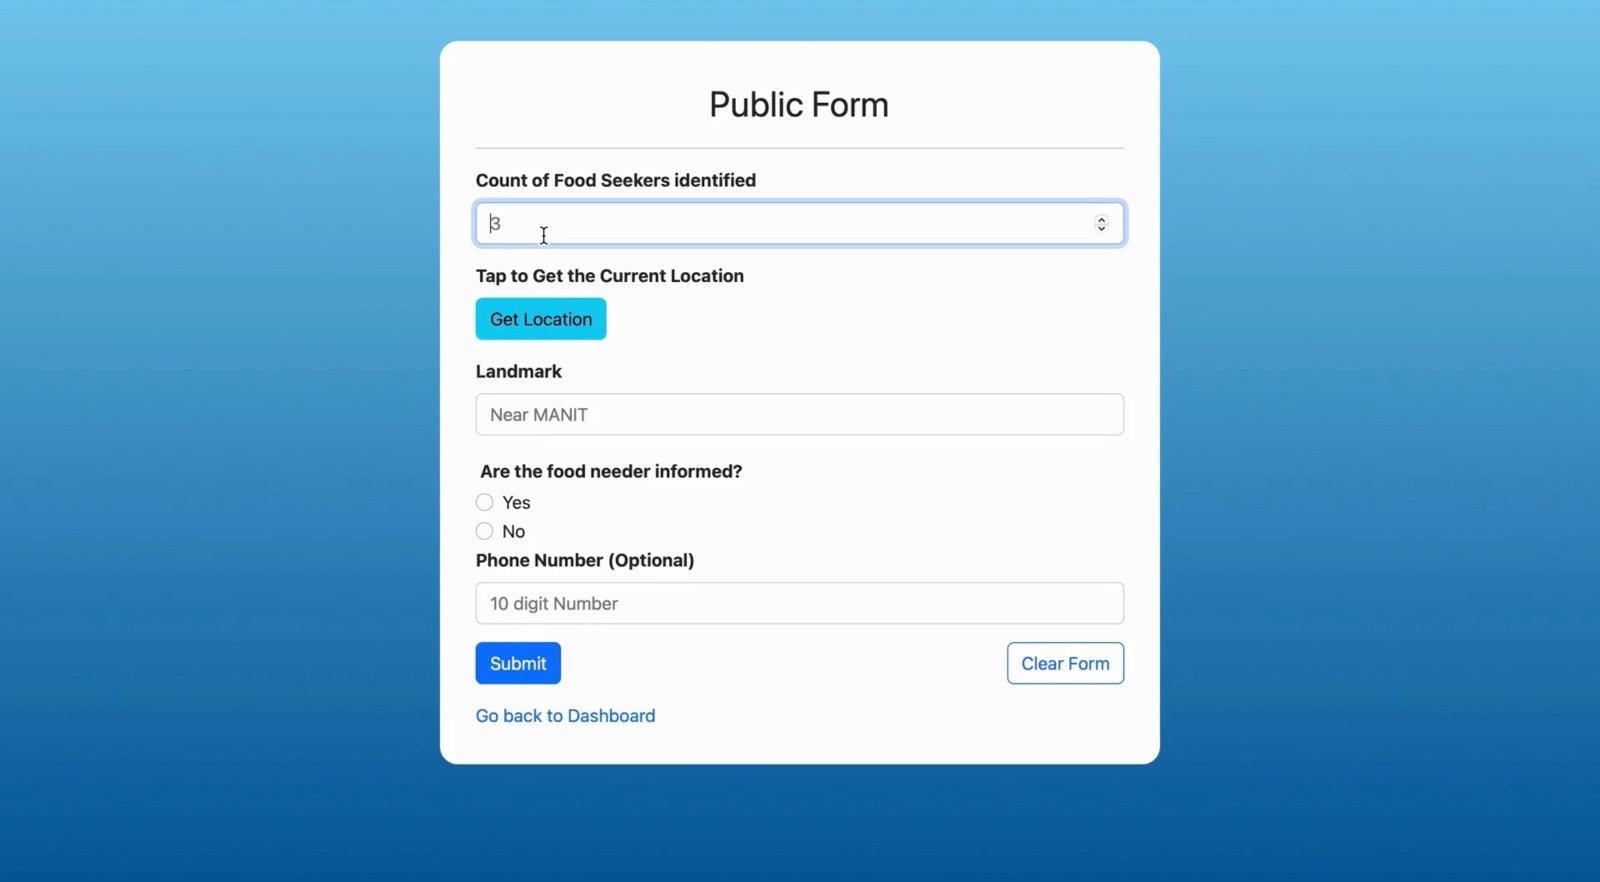 Public Form
Count of Food Seekers identified
3
Tap to Get the Current Location
Get Location
Landmark
Near MANIT
Are the food needer informed?
Yes
No
Phone Number (Optional)
10 digit Number
Submit
Clear Form
Go back to Dashboard